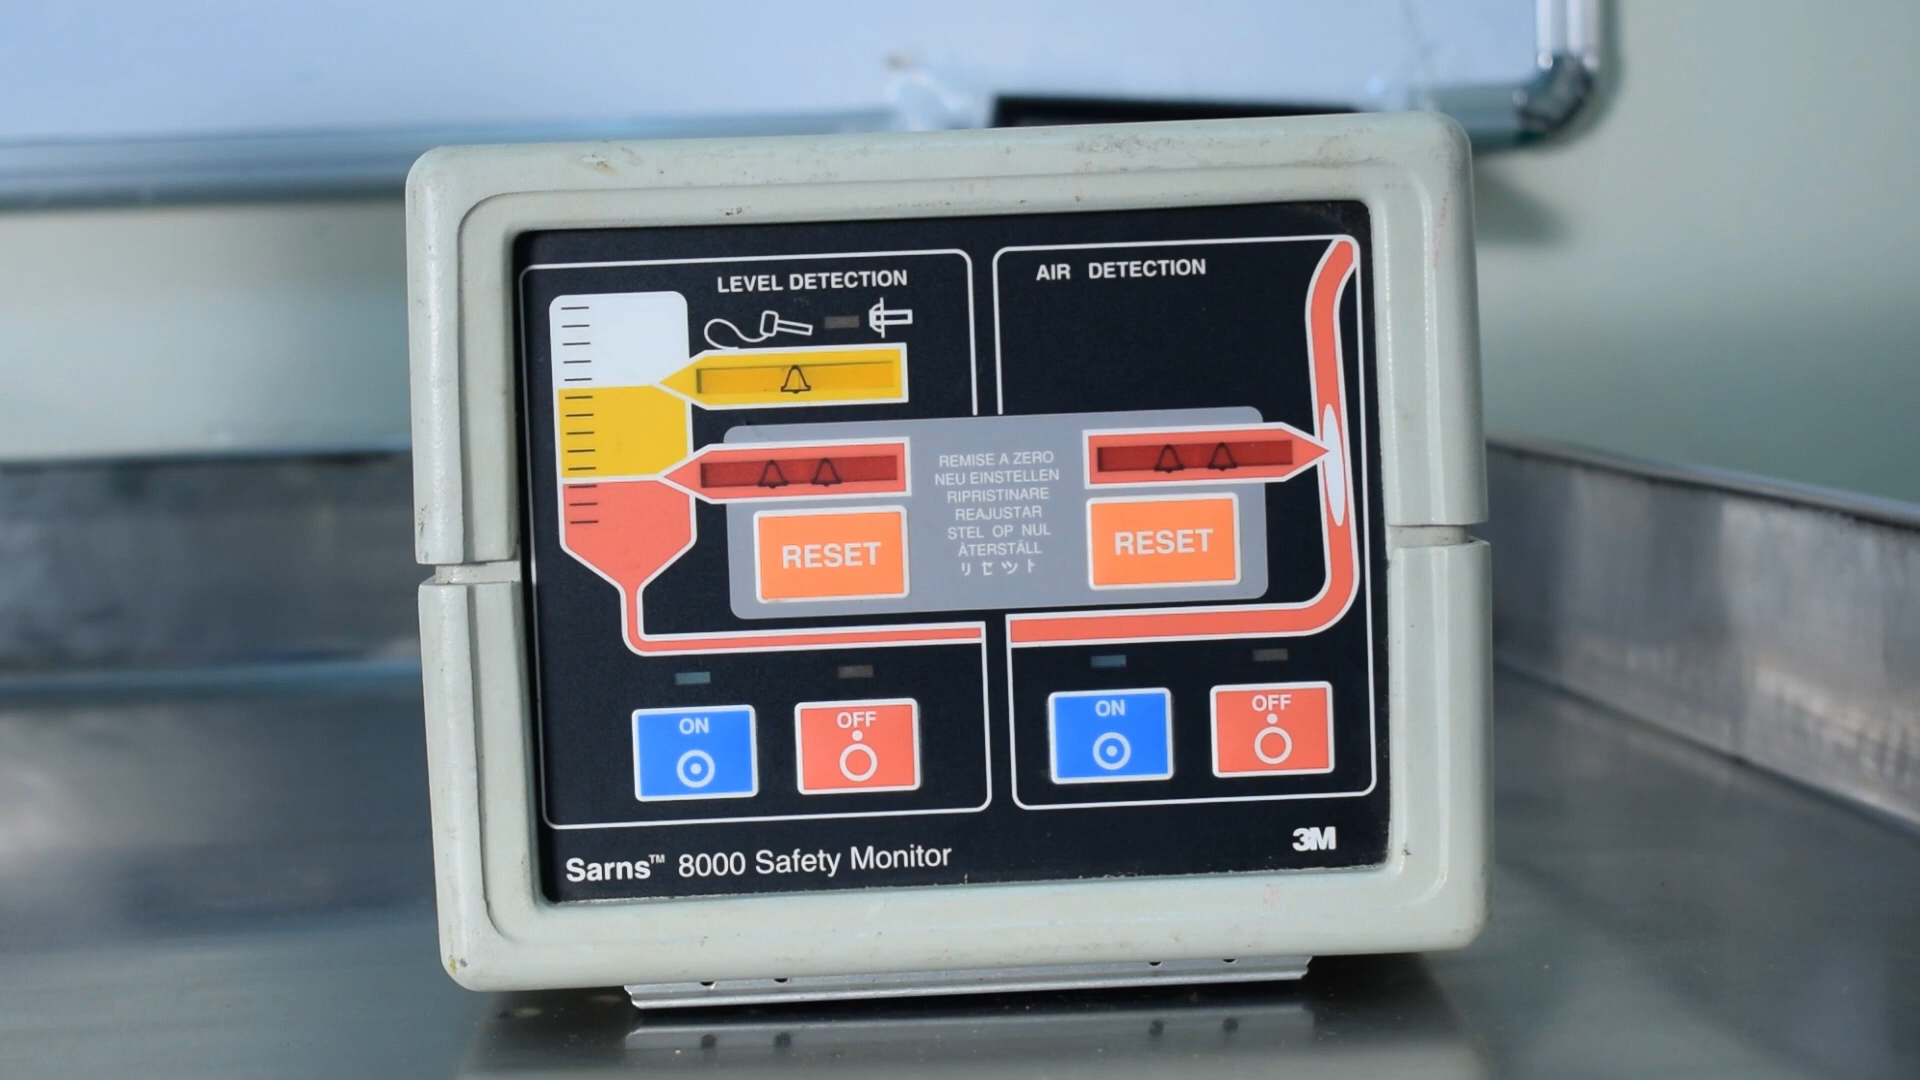 LEVEL DETECTION
AIR DETECTION
REMISE A ZERO
NEU EINSTELLEN
RIPRISTINARE
REAJUSTAR
STEL OP NUL
ÅTERSTÄLL
リセット
RESET
RESET
ON
OFF
ON
OFF
Sarns™ 8000 Safety Monitor
3M